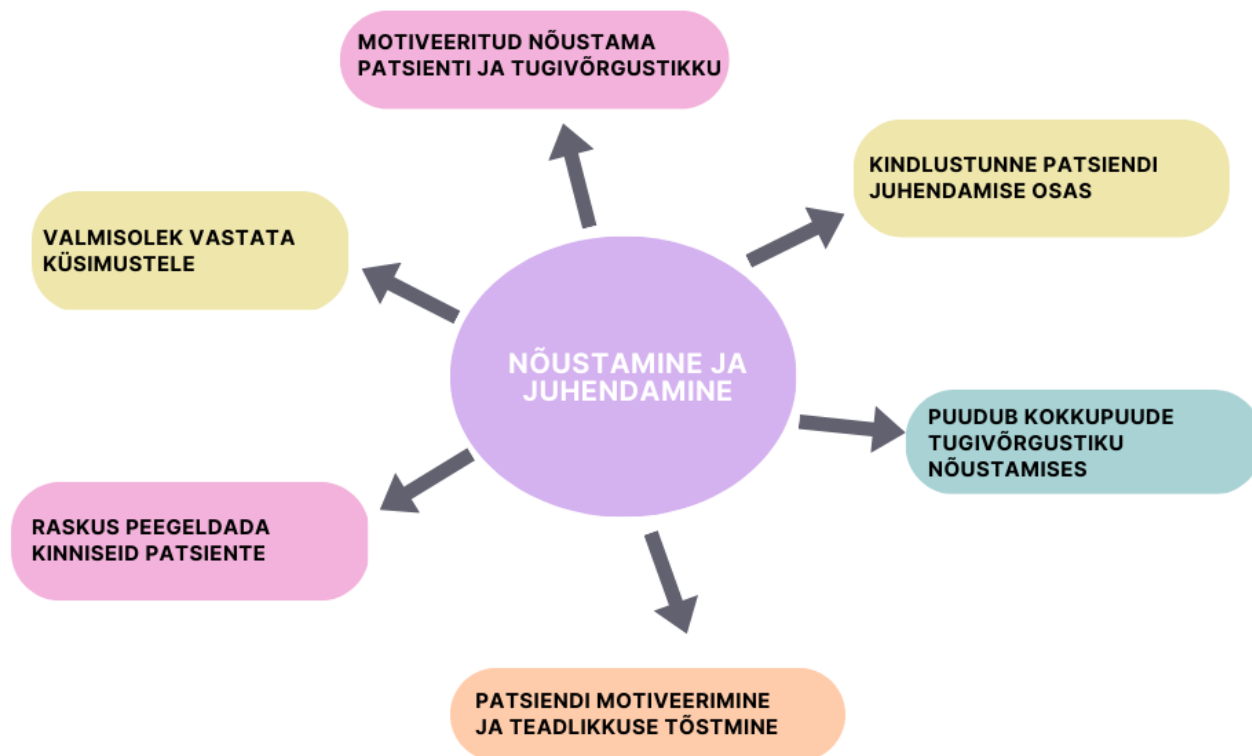 MOTIVEERITUD NÕUSTAMA
PATSIENTI JA TUGIVÕRGUSTIKKU
KINDLUSTUNNE PATSIENDI
JUHENDAMISE OSAS
VALMISOLEK VASTATA
KÜSIMUSTELE
NÕUSTAMINE JA
JUHENDAMINE
PUUDUB KOKKUPUUDE
TUGIVÕRGUSTIKU
NÕUSTAMISES
RASKUS PEEGELDADA
KINNISEID PATSIENTE
PATSIENDI MOTIVEERIMINE
JA TEADLIKKUSE TÕSTMINE